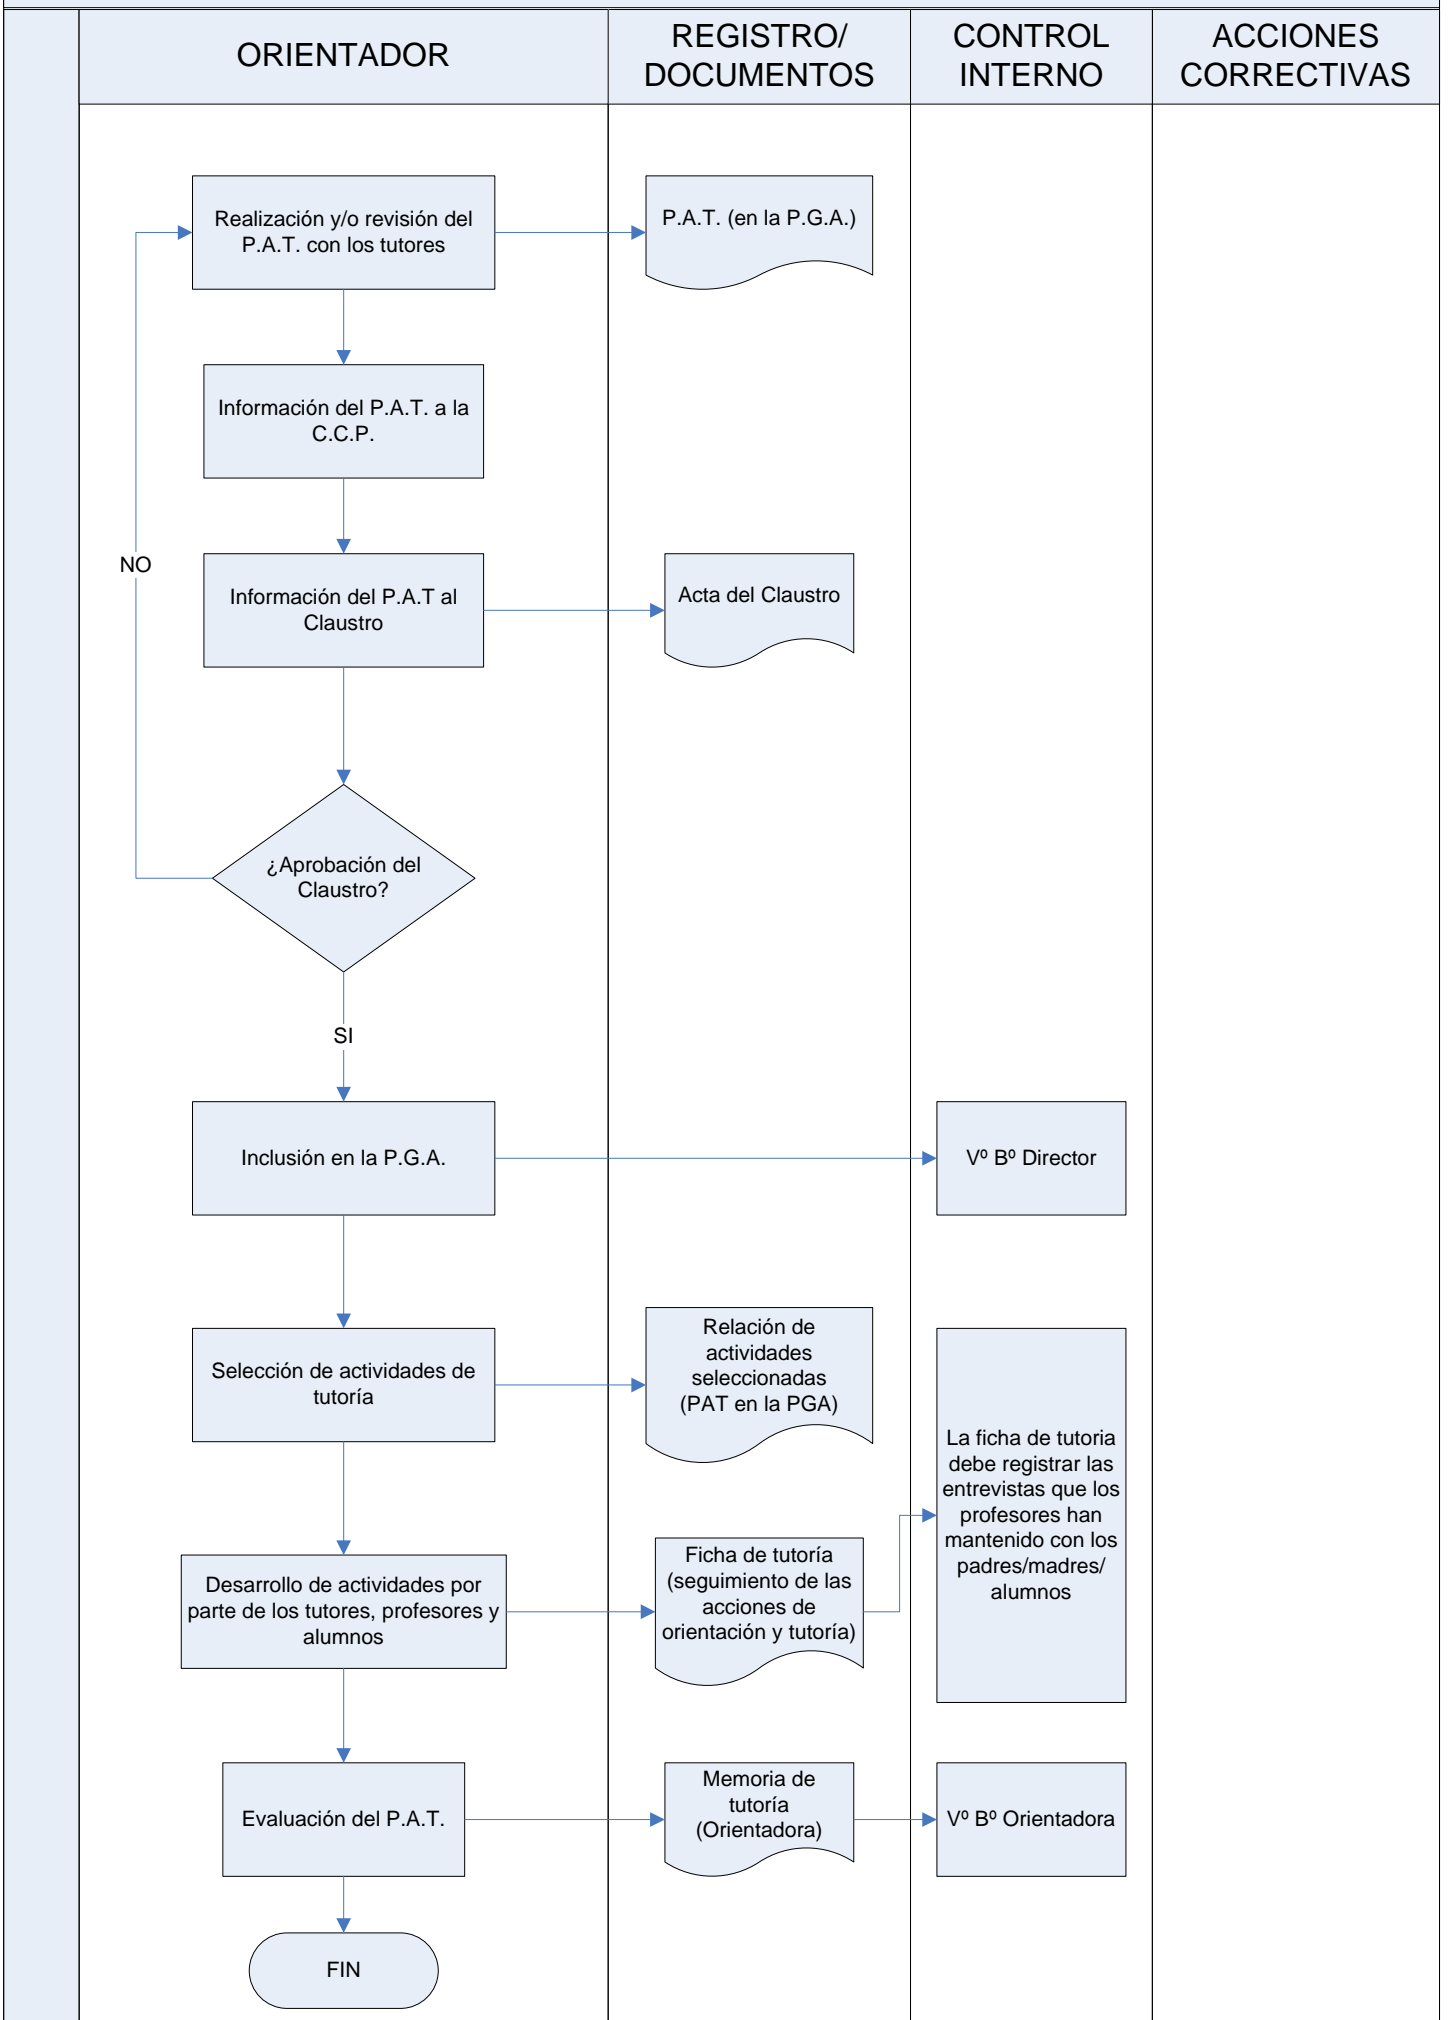 ORIENTADOR
REGISTRO/
DOCUMENTOS
CONTROL
INTERNO
ACCIONES
CORRECTIVAS
Realización y/o revisión del
P.A.T. con los tutores
P.A.T. (en la P.G.A.)
Información del P.A.T. a la
C.C.P.
NO
Información del P.A.T al
Claustro
Acta del Claustro
¿Aprobación del
Claustro?
SI
Inclusión en la P.G.A.
Vº Bº Director
Selección de actividades de
tutoría
Relación de
actividades
seleccionadas
(PAT en la PGA)
La ficha de tutoria
debe registrar las
entrevistas que los
profesores han
mantenido con los
padres/madres/
alumnos
Desarrollo de actividades por
parte de los tutores, profesores y
alumnos
Ficha de tutoría
(seguimiento de las
acciones de
orientación y tutoría)
Evaluación del P.A.T.
Memoria de
tutoría
(Orientadora)
Vº Bº Orientadora
FIN